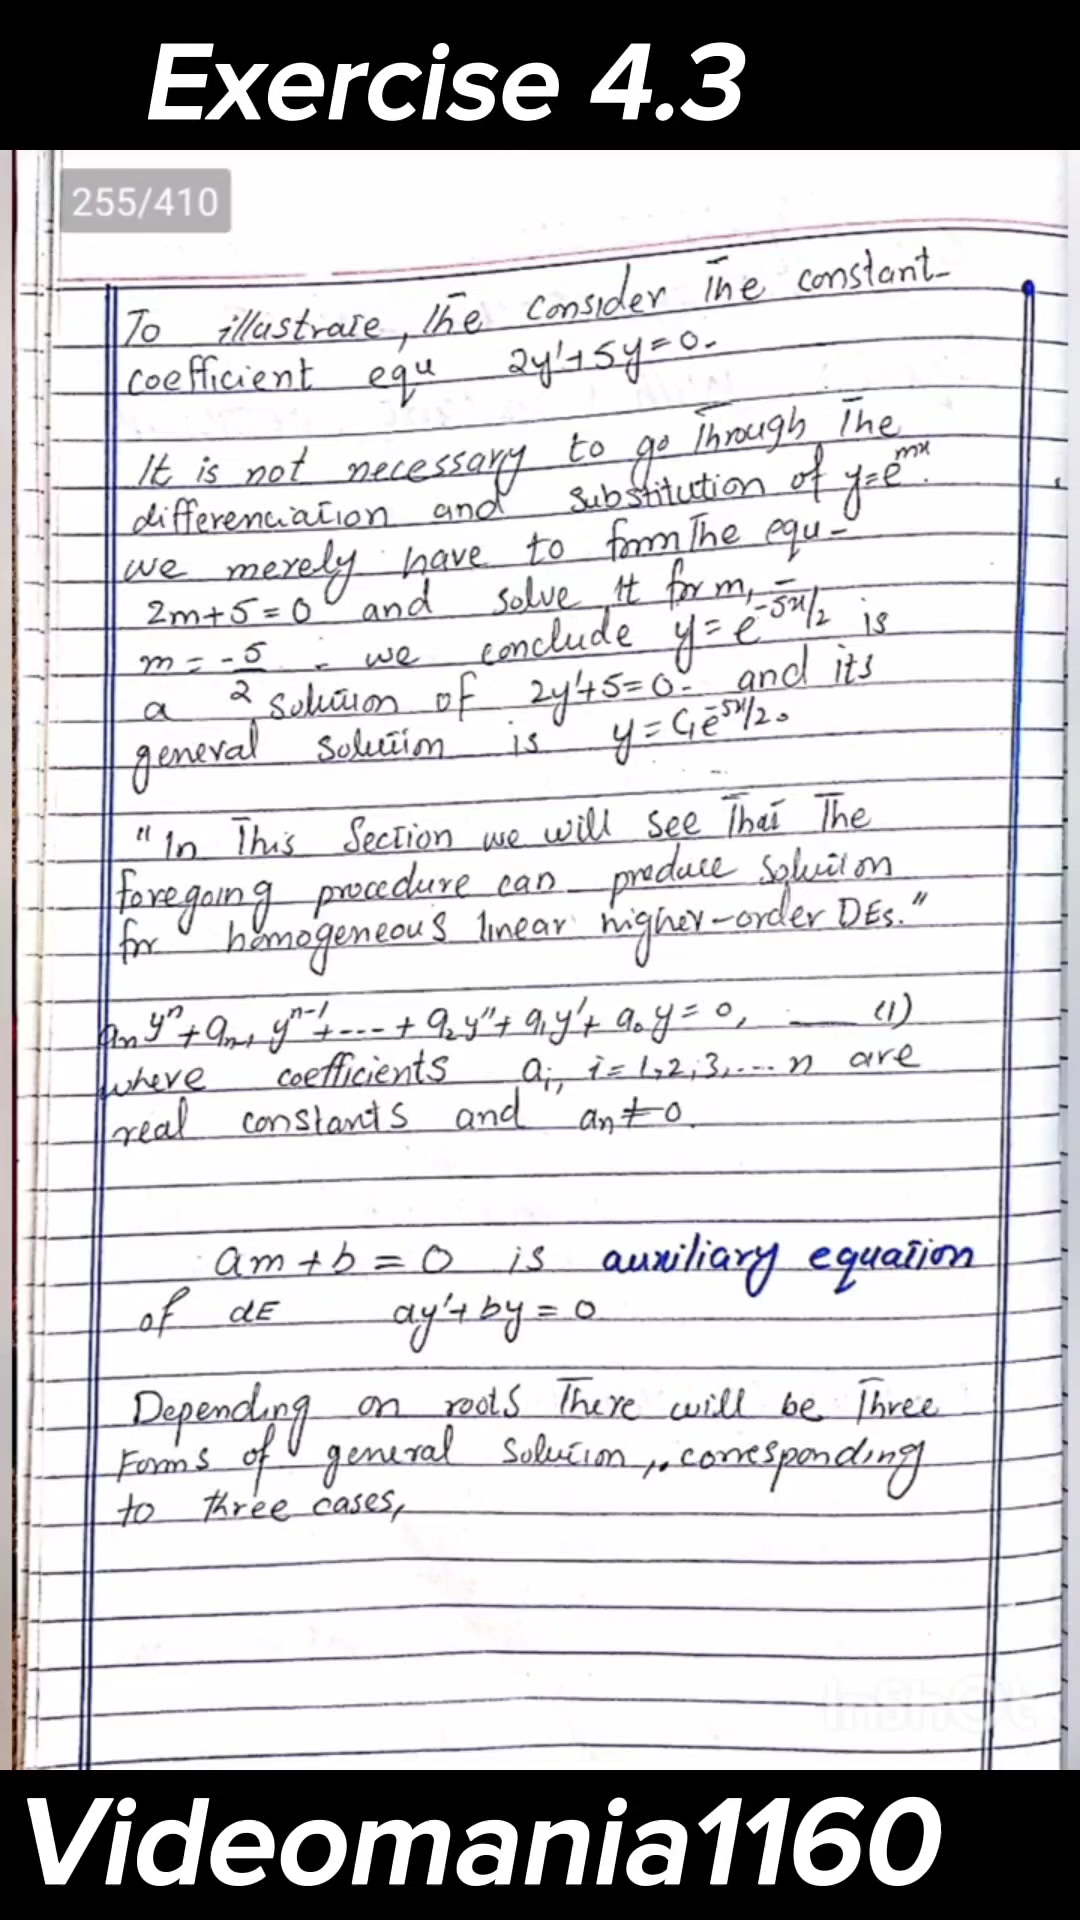 Exercise 4.3
255/410
To illustrate, the consider the constant-
coefficient equ 2y'+5y=0.
It is not necessary to go through the
differenciation and substitution of y=e^mx.
we merely have to form the equ-
2m+5=0 and solve it for m,
m = -5/2. we conclude y=e^-5x/2 is
a solution of 2y'+5=0. and its
general solution is y=c₁e^-5x/2.
"In This Section we will see That The
foregoing procedure can produce solution
for homogeneous linear higher-order DEs."
aₙyⁿ+aₙ₋₁yⁿ⁻¹+---+a₂y"+a₁y'+a₀y=0, — (1)
where coefficients aᵢ, i=1,2,3,...n are
real constants and aₙ≠0.
am+b=0 is auxiliary equation
of dE ay'+by=0
Depending on roots There will be Three
Forms of general Solution, corresponding
to three cases,
InShOt
Videomania1160